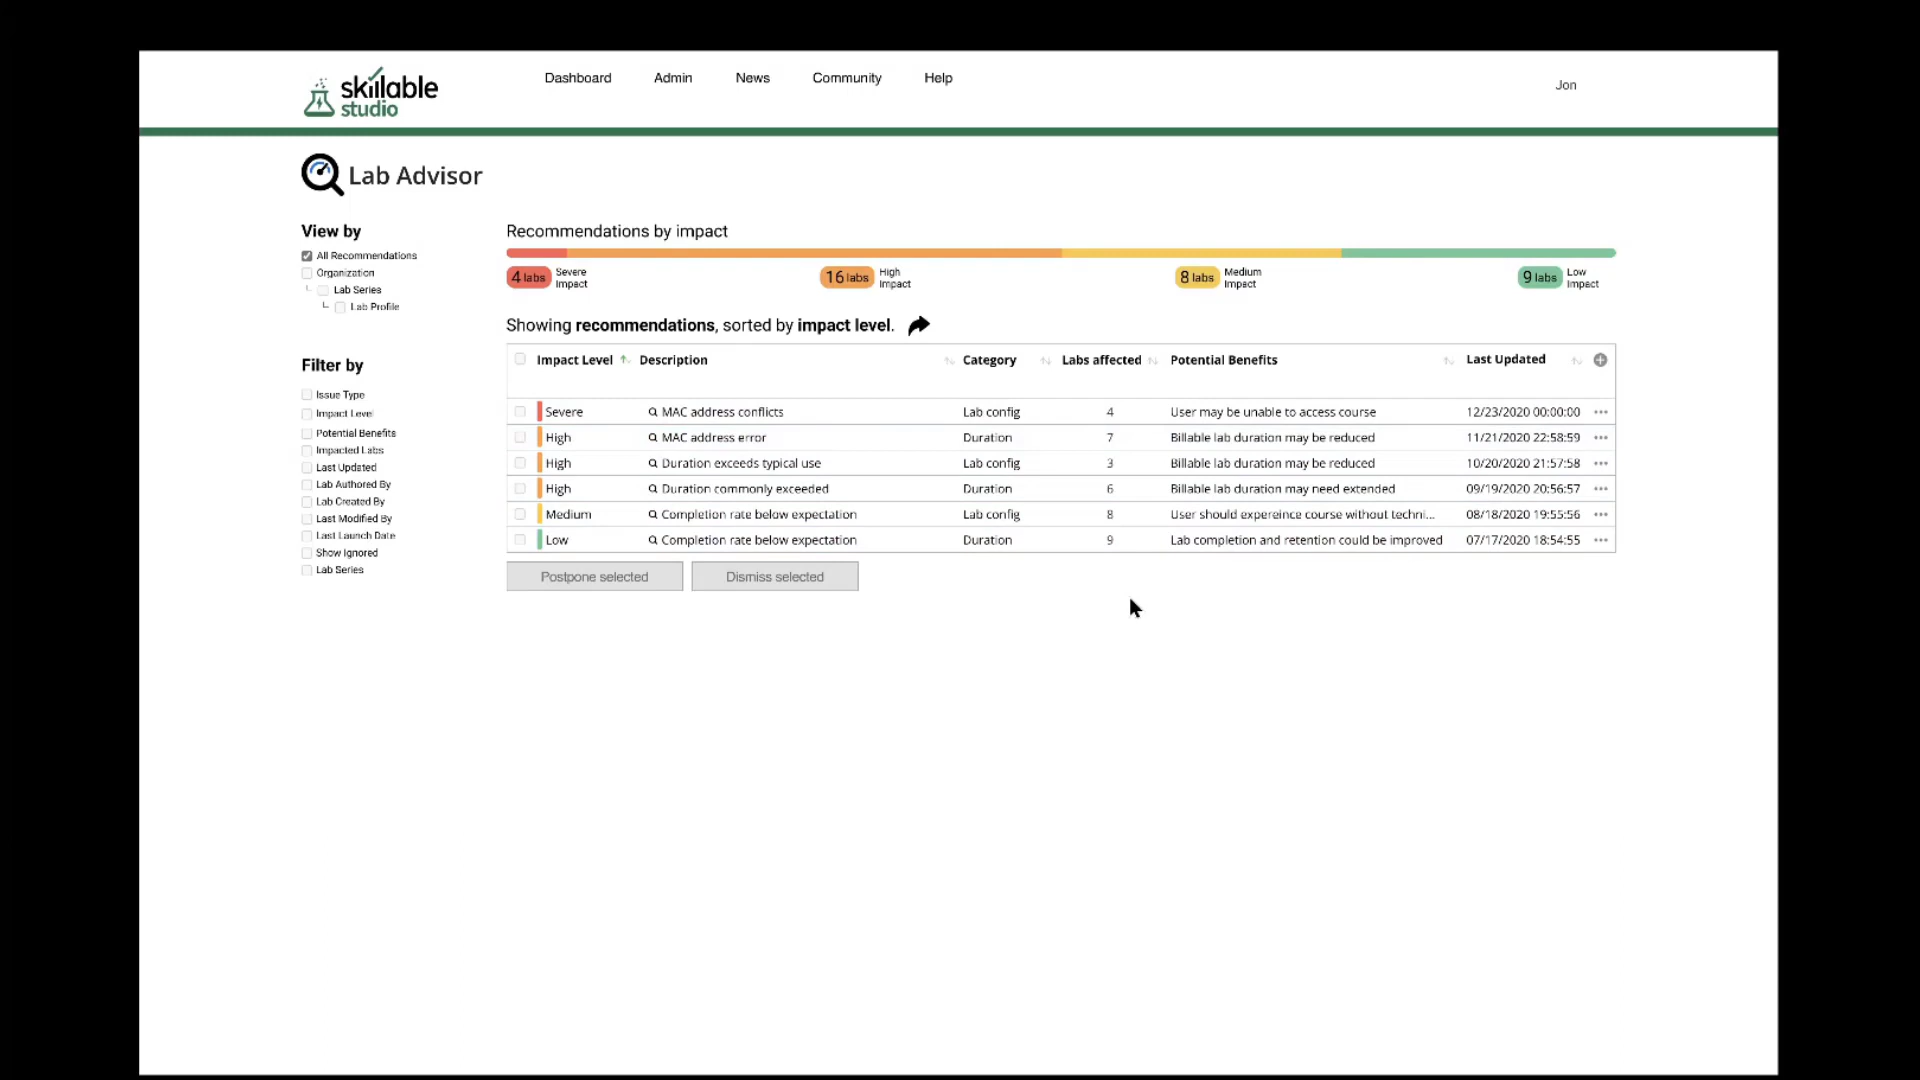 skillable
studio
Dashboard Admin News Community Help
Jon
Lab Advisor
View by
All Recommendations
Organization
Lab Series
Lab Profile
Filter by
Issue Type
Impact Level
Potential Benefits
Impacted Labs
Last Updated
Lab Authored By
Lab Created By
Last Modified By
Last Launch Date
Show Ignored
Lab Series
Recommendations by impact
4 labs Severe Impact
16 labs High Impact
8 labs Medium Impact
9 labs Low Impact
Showing recommendations, sorted by impact level.
Impact Level Description Category Labs affected Potential Benefits Last Updated
Severe MAC address conflicts Lab config 4 User may be unable to access course 12/23/2020 00:00:00
High MAC address error Duration 7 Billable lab duration may be reduced 11/21/2020 22:58:59
High Duration exceeds typical use Lab config 3 Billable lab duration may be reduced 10/20/2020 21:57:58
High Duration commonly exceeded Duration 6 Billable lab duration may need extended 09/19/2020 20:56:57
Medium Completion rate below expectation Lab config 8 User should expereince course without techni... 08/18/2020 19:55:56
Low Completion rate below expectation Duration 9 Lab completion and retention could be improved 07/17/2020 18:54:55
Postpone selected Dismiss selected